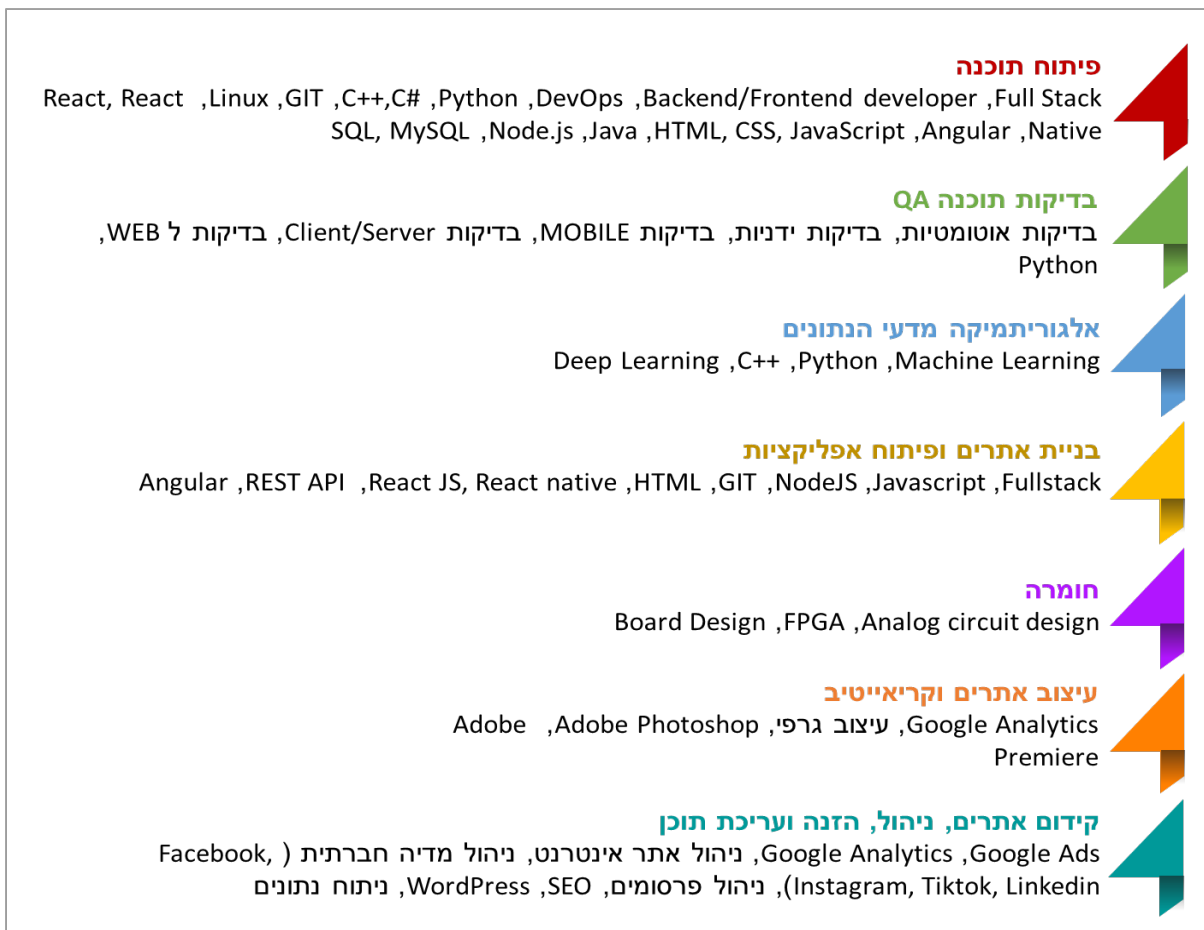 פיתוח תוכנה
Full Stack, Backend/Frontend developer, DevOps, Python, C++,C#, GIT, Linux, React, React
Native, Angular, HTML, CSS, JavaScript, Java, Node.js, SQL, MySQL
בדיקות תוכנה QA
בדיקות אוטומטיות, בדיקות ידניות, בדיקות MOBILE, בדיקות Client/Server, בדיקות ל WEB,
Python
אלגוריתמיקה מדעי הנתונים
Machine Learning, Python, C++, Deep Learning
בניית אתרים ופיתוח אפליקציות
Fullstack, Javascript, NodeJS, GIT, HTML, React JS, React native, REST API, Angular
חומרה
Analog circuit design, FPGA, Board Design
עיצוב אתרים וקריאייטיב
Google Analytics, עיצוב גרפי, Adobe Photoshop, Adobe
Premiere
קידום אתרים, ניהול, הזנה ועריכת תוכן
Google Ads, Google Analytics, ניהול אתר אינטרנט, ניהול מדיה חברתית ( Facebook,
Instagram, Tiktok, Linkedin), ניהול פרסומים, SEO, WordPress, ניתוח נתונים